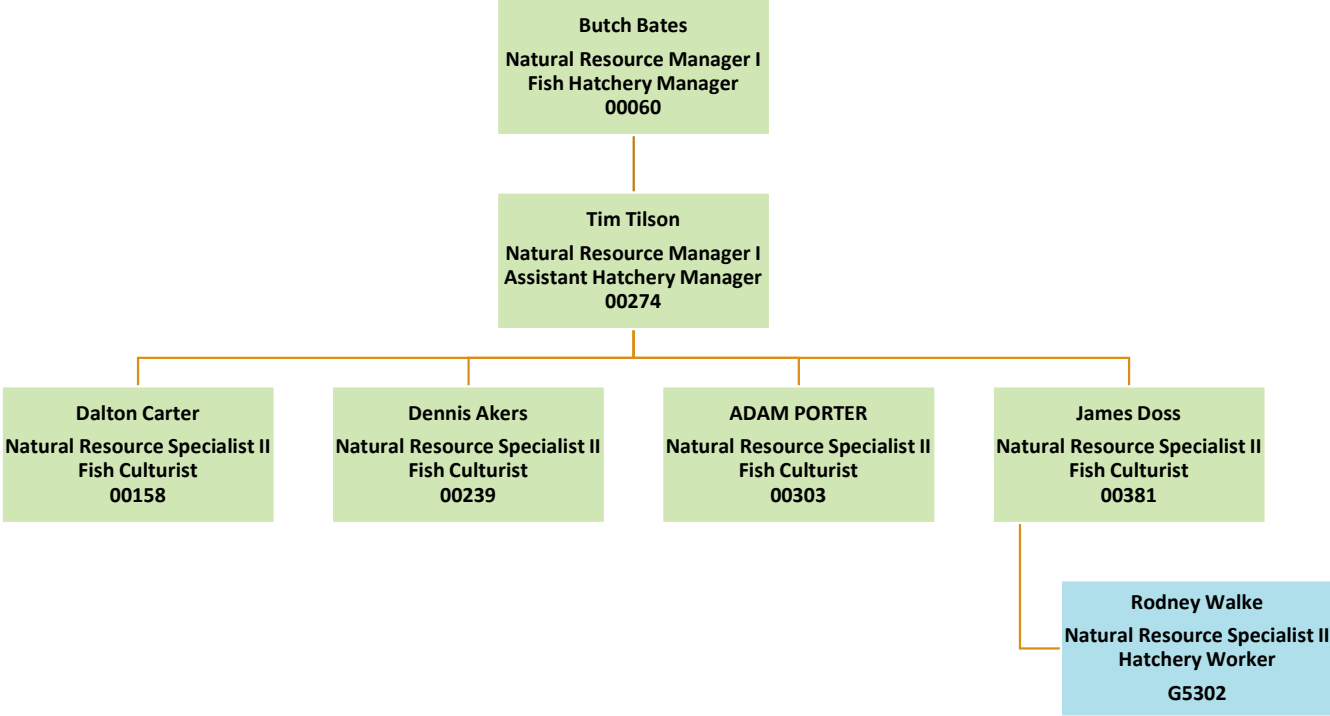 Butch Bates
Natural Resource Manager I
Fish Hatchery Manager
00060
Tim Tilson
Natural Resource Manager I
Assistant Hatchery Manager
00274
Dalton Carter
Natural Resource Specialist II
Fish Culturist
00158
Dennis Akers
Natural Resource Specialist II
Fish Culturist
00239
ADAM PORTER
Natural Resource Specialist II
Fish Culturist
00303
James Doss
Natural Resource Specialist II
Fish Culturist
00381
Rodney Walke
Natural Resource Specialist II
Hatchery Worker
G5302